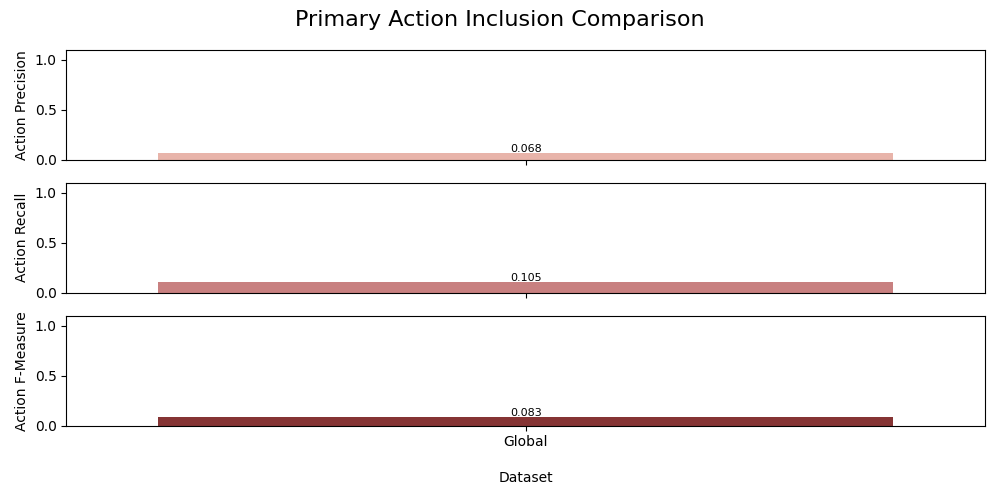 Primary Action Inclusion Comparison
Action Precision
1.0
0.5
0.0
0.068
Action Recall
1.0
0.5
0.0
0.105
Action F-Measure
1.0
0.5
0.0
0.083
Global
Dataset